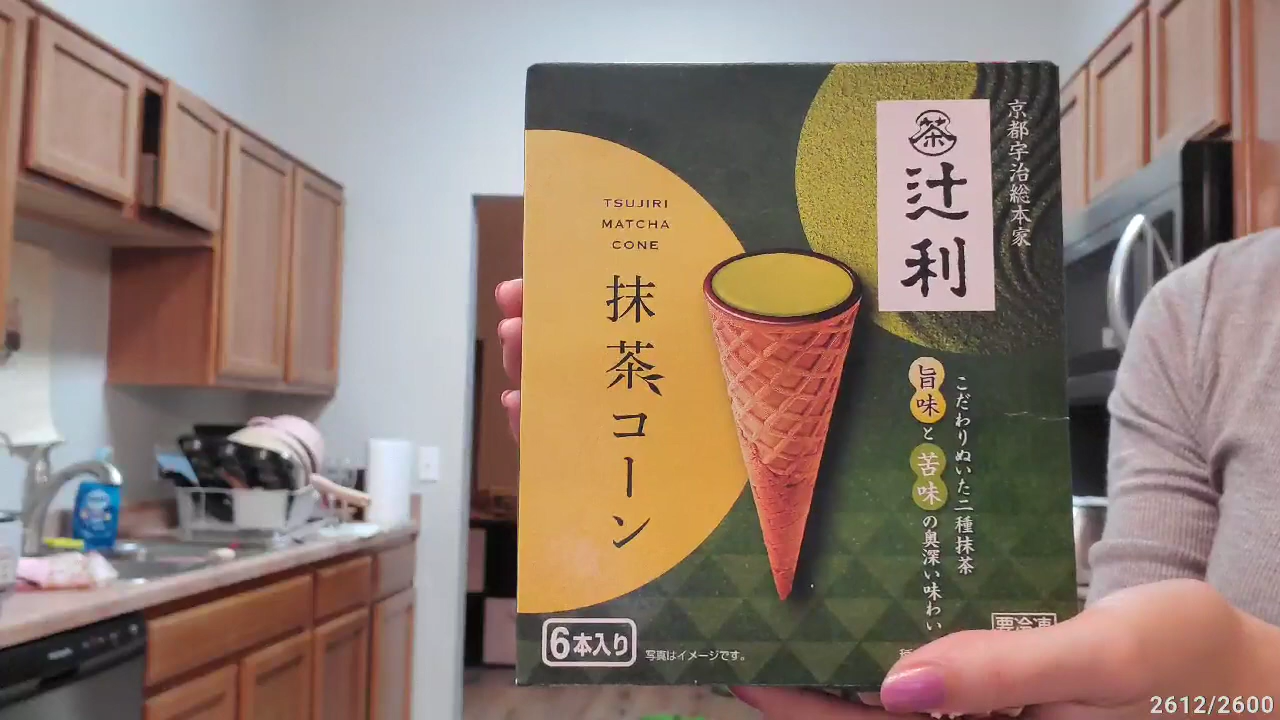 TSUJIRI
MATCHA
CONE
抹茶コーン
茶
辻利
京都宇治総本家
こだわりぬいた二種抹茶
旨味と苦味の奥深い味わい
6本入り
写真はイメージです。
要冷凍
2612/2600